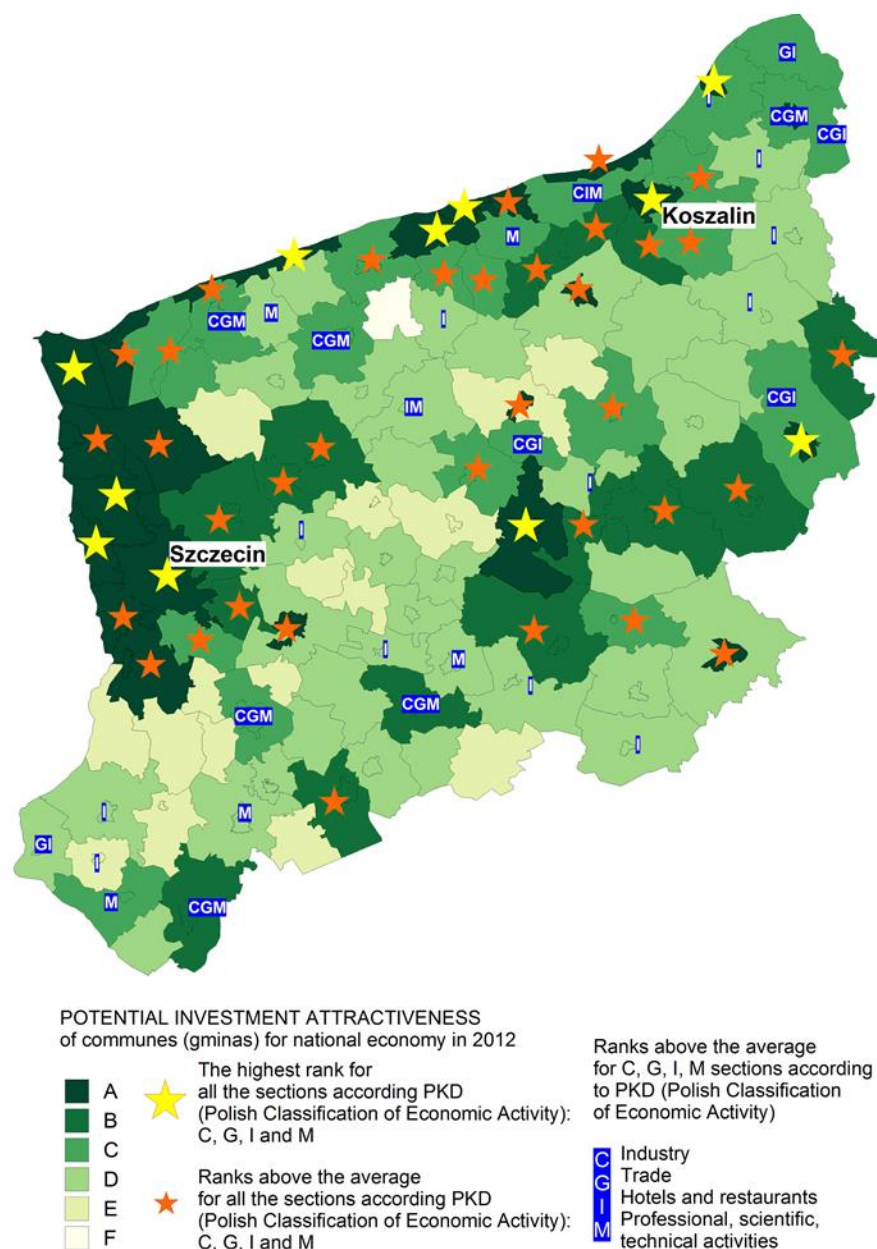 GI
I
CGM
CGI
I
CIM
Koszalin
M
I
CGM
M
I
I
CGM
CGI
IM
CGI
I
I
Szczecin
I
M
I
CGM
CGM
I
I
M
GI
I
M
CGM
POTENTIAL INVESTMENT ATTRACTIVENESS
of communes (gminas) for national economy in 2012
A
B
C
D
E
F
The highest rank for
all the sections according PKD
(Polish Classification of Economic Activity):
C, G, I and M
Ranks above the average
for all the sections according PKD
(Polish Classification of Economic Activity):
C, G, I and M
Ranks above the average
for C, G, I, M sections according
to PKD (Polish Classification
of Economic Activity)
C Industry
G Trade
I Hotels and restaurants
M Professional, scientific,
technical activities